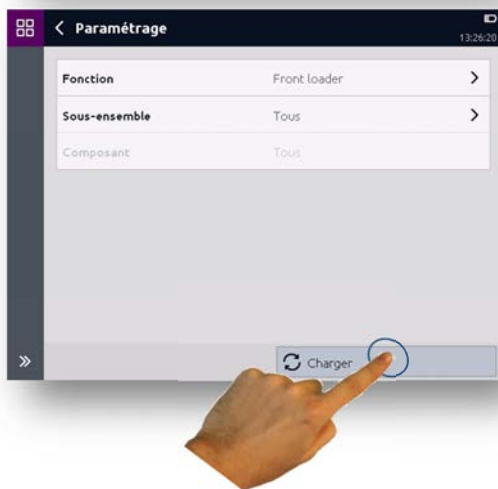 Paramétrage
13:26:20
Fonction Front loader
Sous-ensemble Tous
Composant Tous
Charger